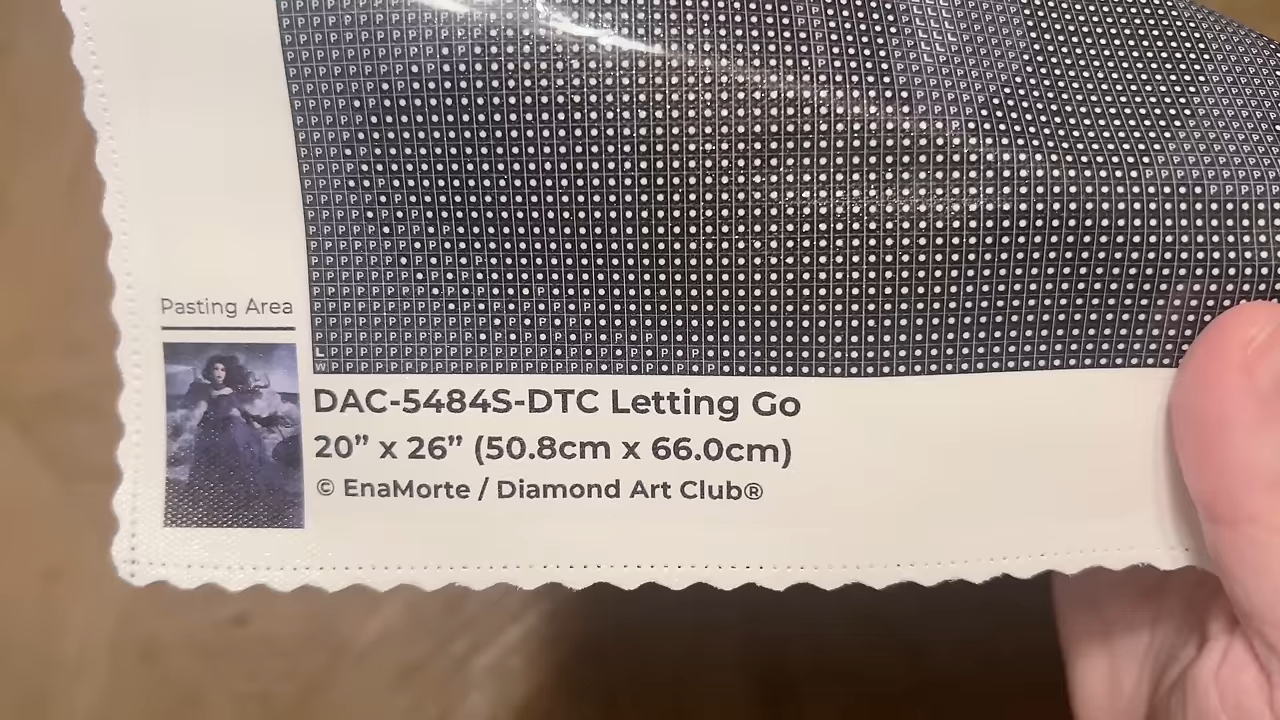 Pasting Area
DAC-5484S-DTC Letting Go
20” x 26” (50.8cm x 66.0cm)
© EnaMorte / Diamond Art Club®